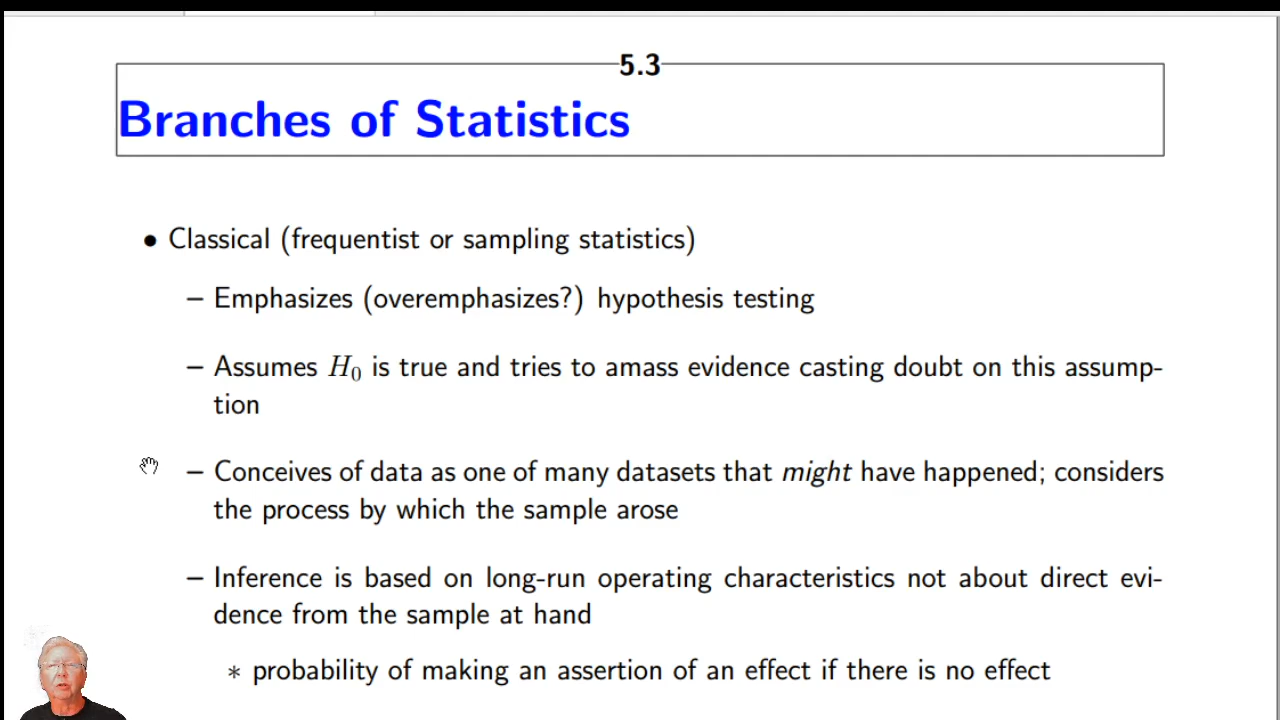 5.3
Branches of Statistics
• Classical (frequentist or sampling statistics)
– Emphasizes (overemphasizes?) hypothesis testing
– Assumes H₀ is true and tries to amass evidence casting doubt on this assump-
tion
– Conceives of data as one of many datasets that might have happened; considers
the process by which the sample arose
– Inference is based on long-run operating characteristics not about direct evi-
dence from the sample at hand
∗ probability of making an assertion of an effect if there is no effect